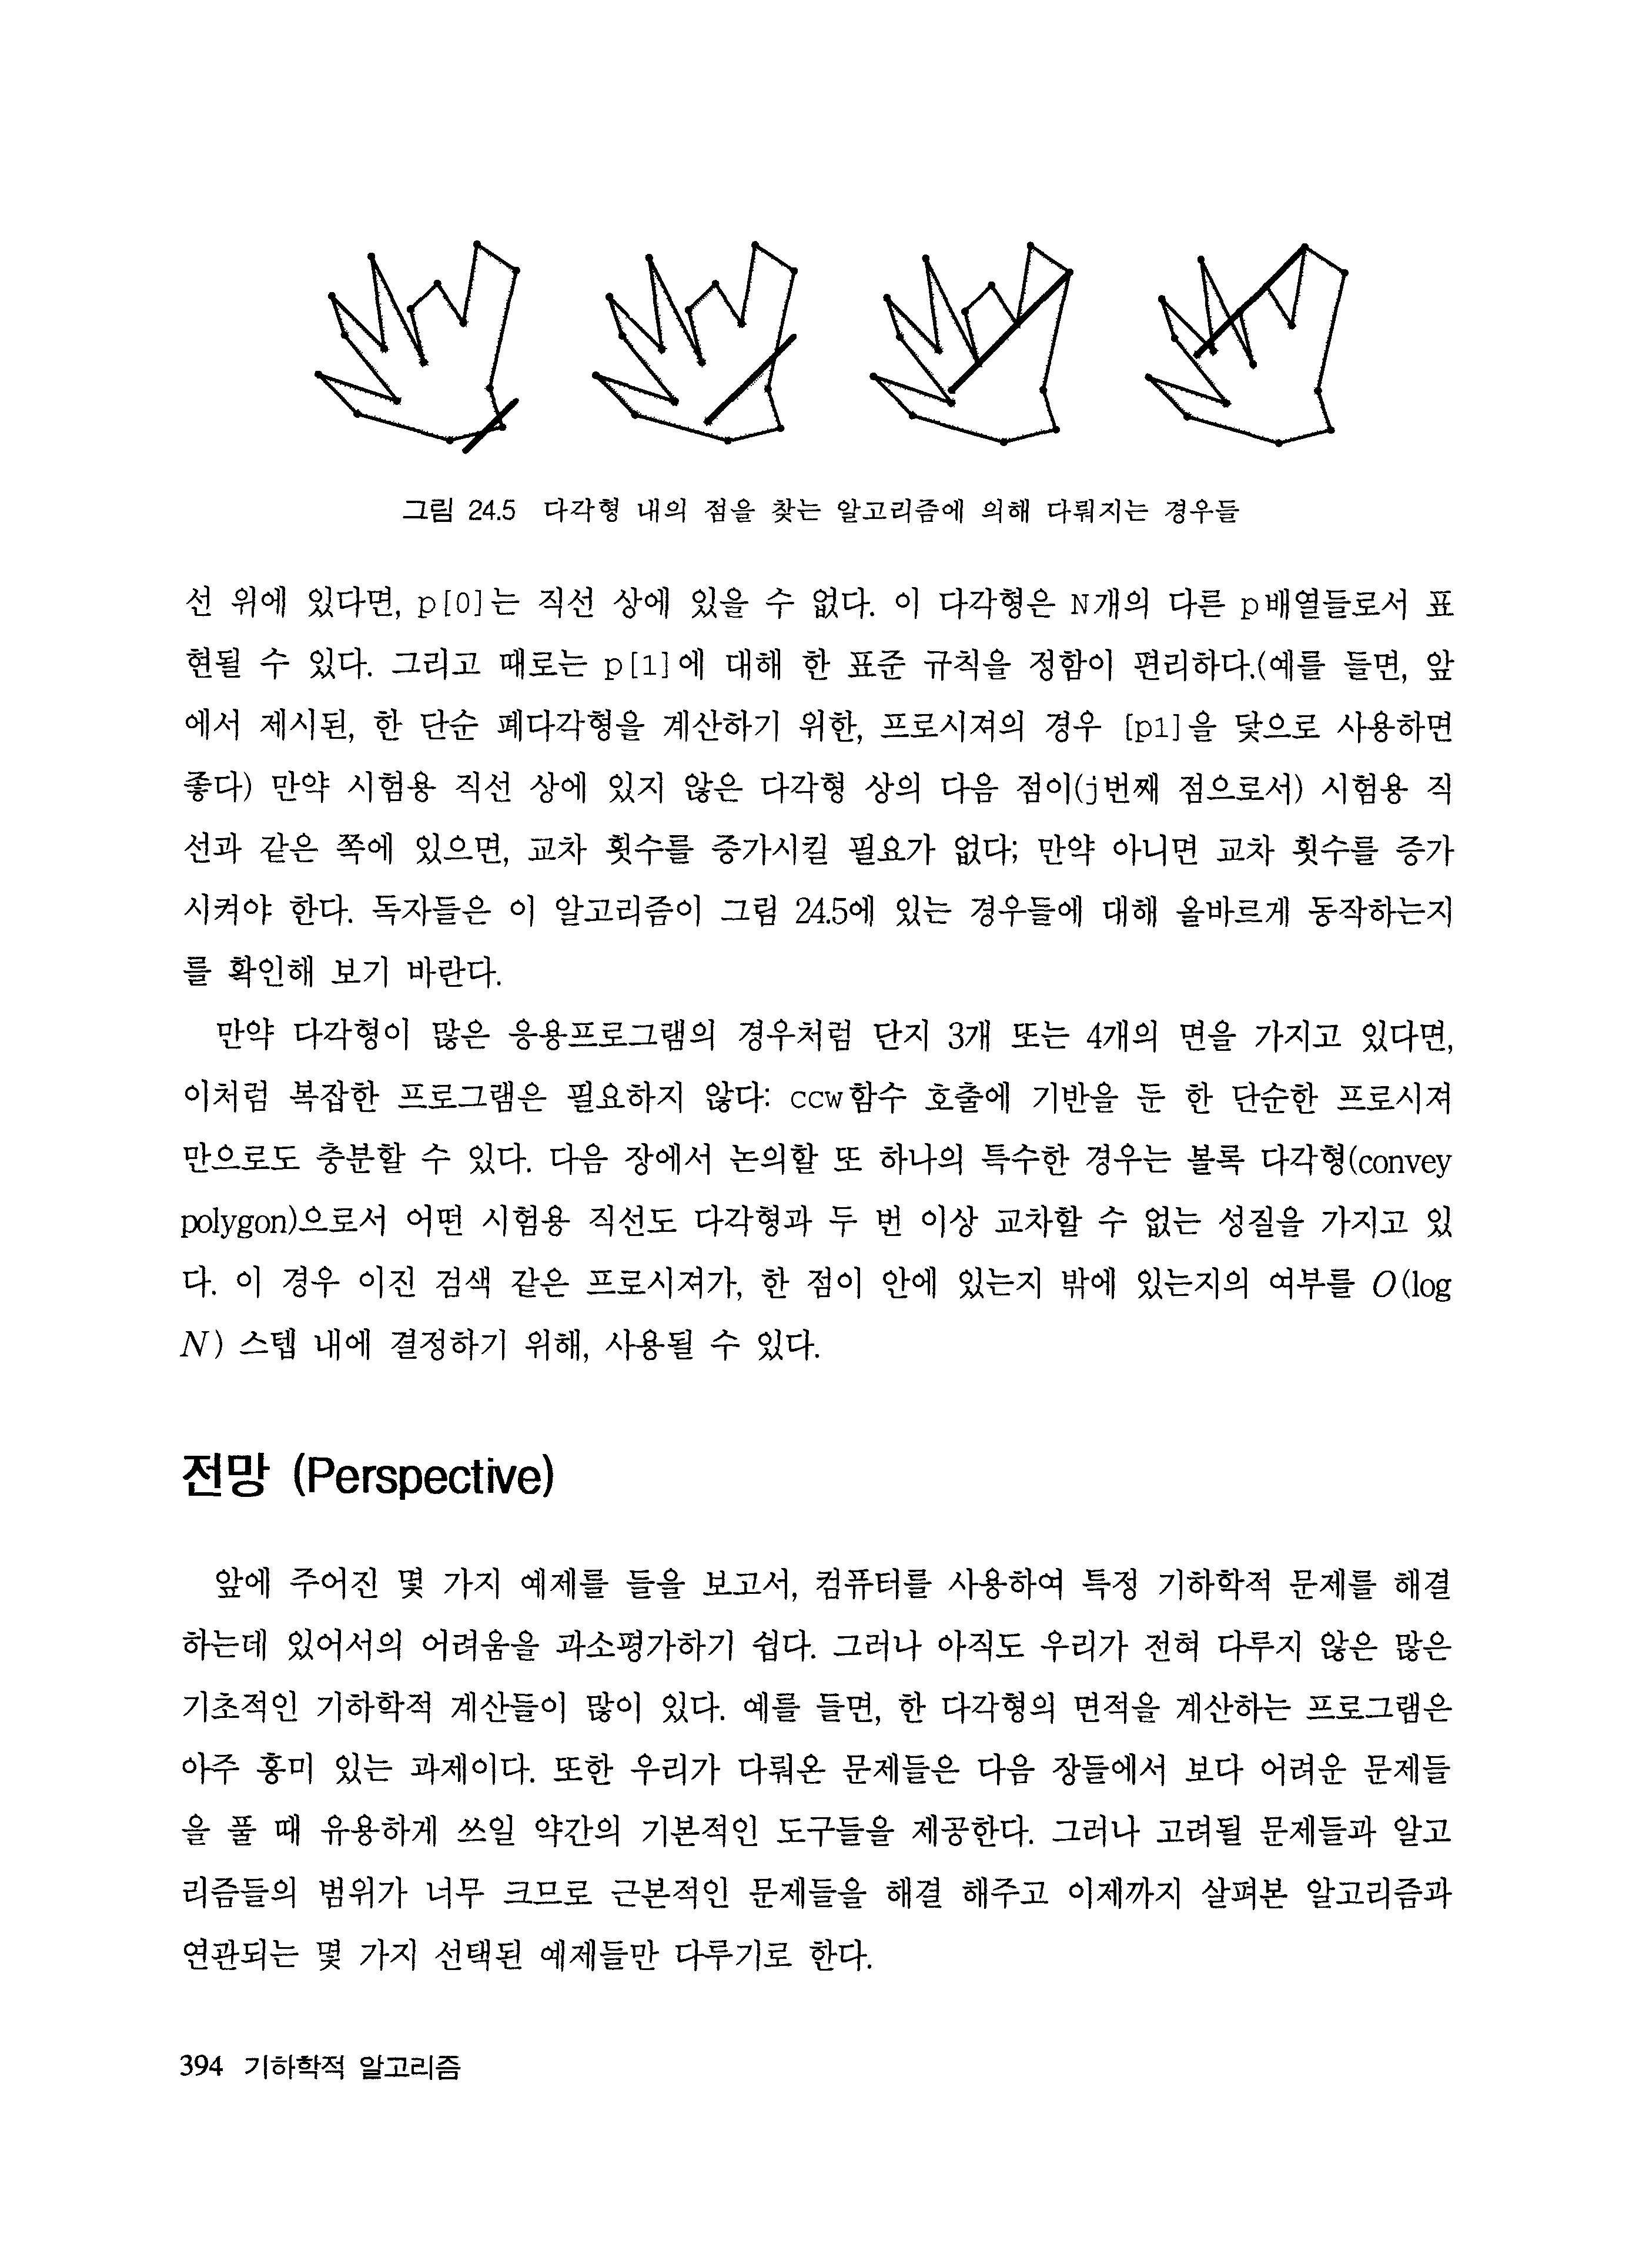 그림 24.5 다각형 내의 점을 찾는 알고리즘에 의해 다뤄지는 경우들
선 위에 있다면, p[0]는 직선 상에 있을 수 없다. 이 다각형은 N개의 다른 p배열들로서 표
현될 수 있다. 그리고 때로는 p[1]에 대해 한 표준 규칙을 정함이 편리하다.(예를 들면, 앞
에서 제시된, 한 단순 폐다각형을 계산하기 위한, 프로시져의 경우 [p1]을 닻으로 사용하면
좋다) 만약 시험용 직선 상에 있지 않은 다각형 상의 다음 점이(j번째 점으로서) 시험용 직
선과 같은 쪽에 있으면, 교차 횟수를 증가시킬 필요가 없다; 만약 아니면 교차 횟수를 증가
시켜야 한다. 독자들은 이 알고리즘이 그림 24.5에 있는 경우들에 대해 올바르게 동작하는지
를 확인해 보기 바란다.
만약 다각형이 많은 응용프로그램의 경우처럼 단지 3개 또는 4개의 면을 가지고 있다면,
이처럼 복잡한 프로그램은 필요하지 않다: ccw함수 호출에 기반을 둔 한 단순한 프로시져
만으로도 충분할 수 있다. 다음 장에서 논의할 또 하나의 특수한 경우는 볼록 다각형(convey
polygon)으로서 어떤 시험용 직선도 다각형과 두 번 이상 교차할 수 없는 성질을 가지고 있
다. 이 경우 이진 검색 같은 프로시져가, 한 점이 안에 있는지 밖에 있는지의 여부를 O(log
N) 스텝 내에 결정하기 위해, 사용될 수 있다.
전망 (Perspective)
앞에 주어진 몇 가지 예제를 들을 보고서, 컴퓨터를 사용하여 특정 기하학적 문제를 해결
하는데 있어서의 어려움을 과소평가하기 쉽다. 그러나 아직도 우리가 전혀 다루지 않은 많은
기초적인 기하학적 계산들이 많이 있다. 예를 들면, 한 다각형의 면적을 계산하는 프로그램은
아주 흥미 있는 과제이다. 또한 우리가 다뤄온 문제들은 다음 장들에서 보다 어려운 문제들
을 풀 때 유용하게 쓰일 약간의 기본적인 도구들을 제공한다. 그러나 고려될 문제들과 알고
리즘들의 범위가 너무 크므로 근본적인 문제들을 해결 해주고 이제까지 살펴본 알고리즘과
연관되는 몇 가지 선택된 예제들만 다루기로 한다.
394 기하학적 알고리즘